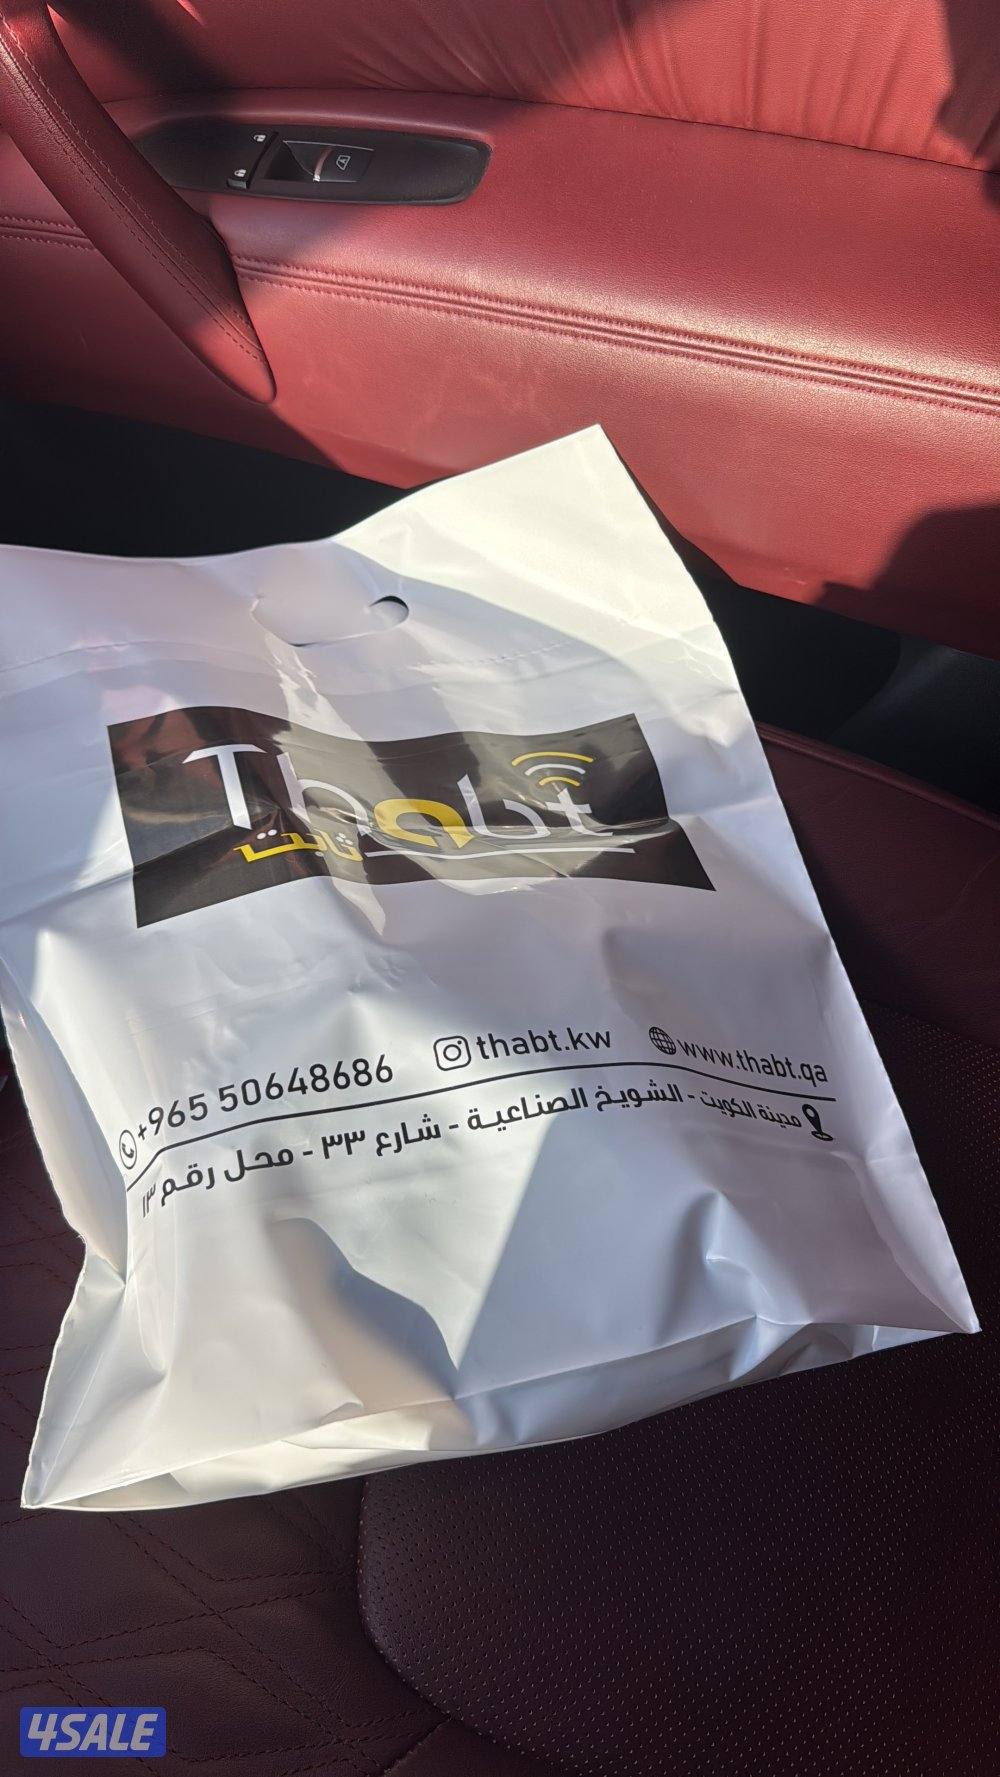 Thabt
ثابت
+965 50648686 thabt.kw www.thabt.qa
مدينة الكويت - الشويخ الصناعية - شارع ٣٣ - محل رقم ١٣
4SALE